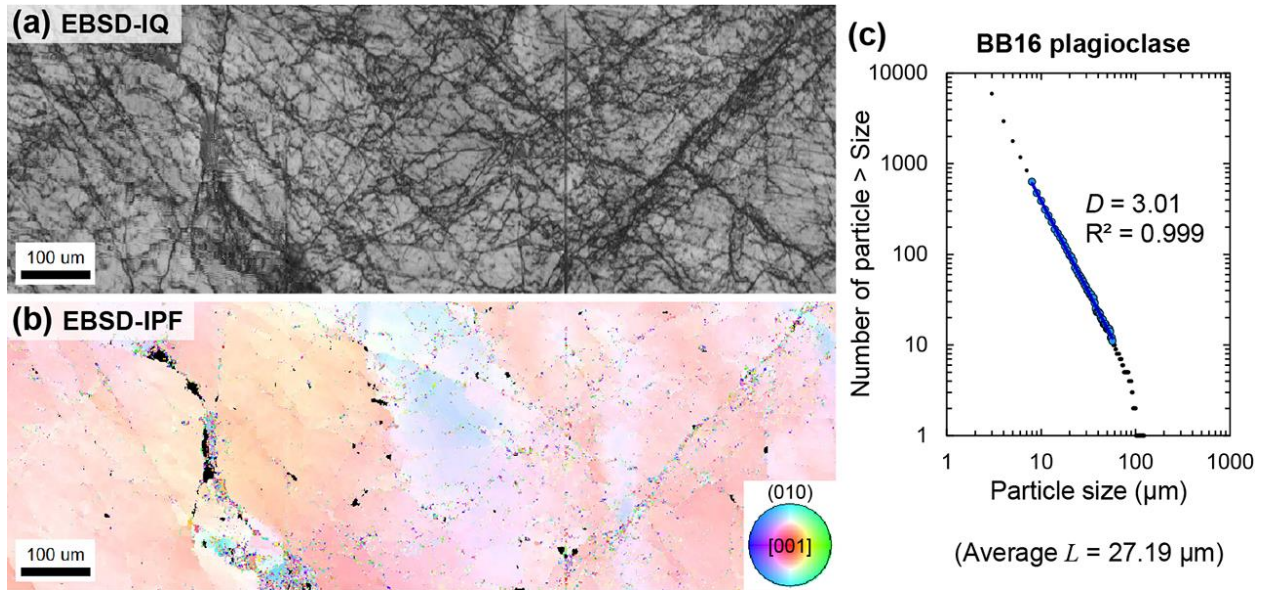 (a) EBSD-IQ
100 um
(b) EBSD-IPF
100 um
(010)
[001]
(c)
BB16 plagioclase
Number of particle > Size
10000
1000
100
10
1
D = 3.01
R² = 0.999
1 10 100 1000
Particle size (μm)
(Average L = 27.19 μm)